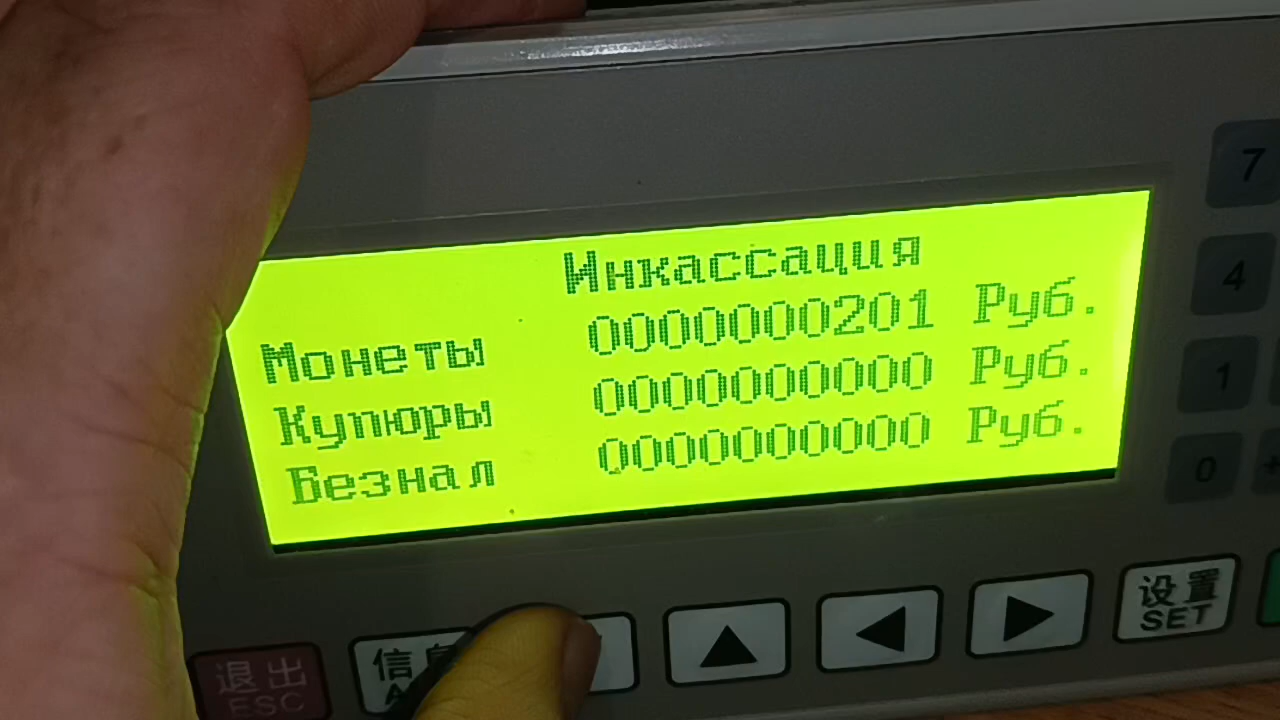 Инкассация
Монеты 0000000201 Руб.
Купюры 0000000000 Руб.
Безнал 0000000000 Руб.
7
4
1
0
退出
ESC
设置
SET